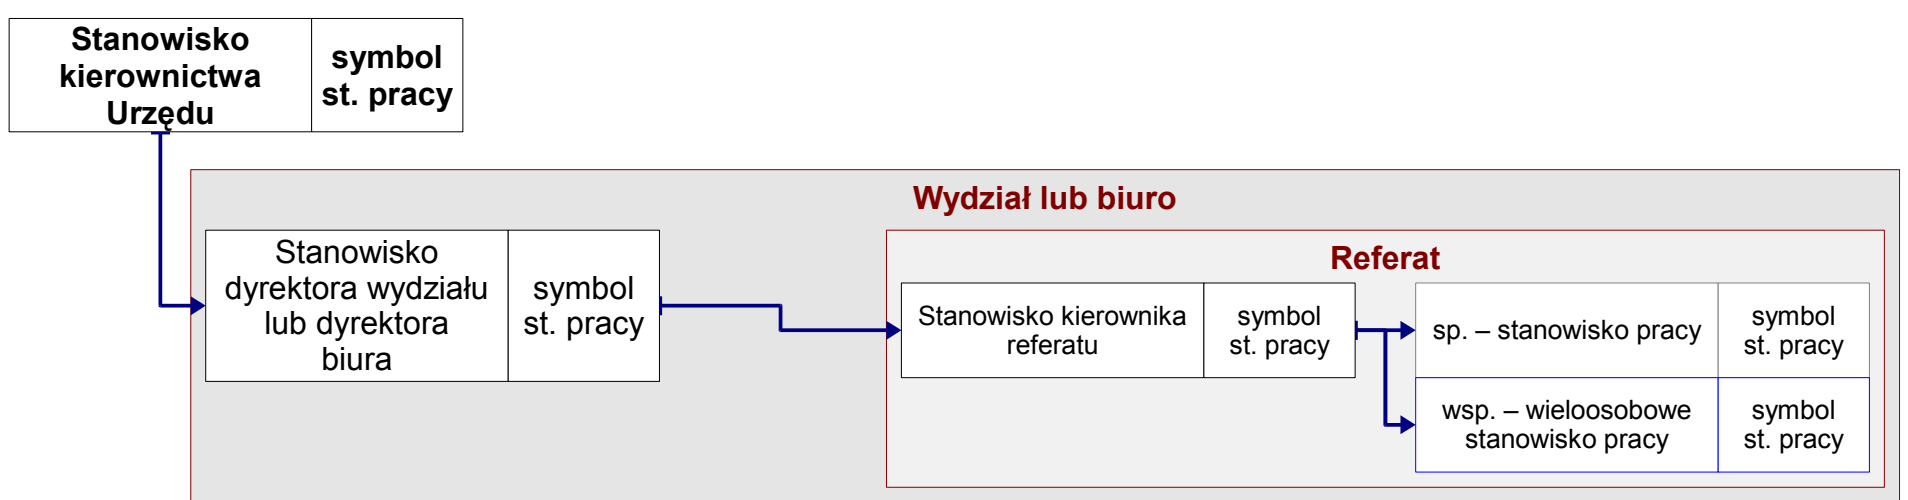 Stanowisko
kierownictwa
Urzędu
symbol
st. pracy
Wydział lub biuro
Stanowisko
dyrektora wydziału
lub dyrektora
biura
symbol
st. pracy
Referat
Stanowisko kierownika
referatu
symbol
st. pracy
sp. – stanowisko pracy
symbol
st. pracy
wsp. – wieloosobowe
stanowisko pracy
symbol
st. pracy